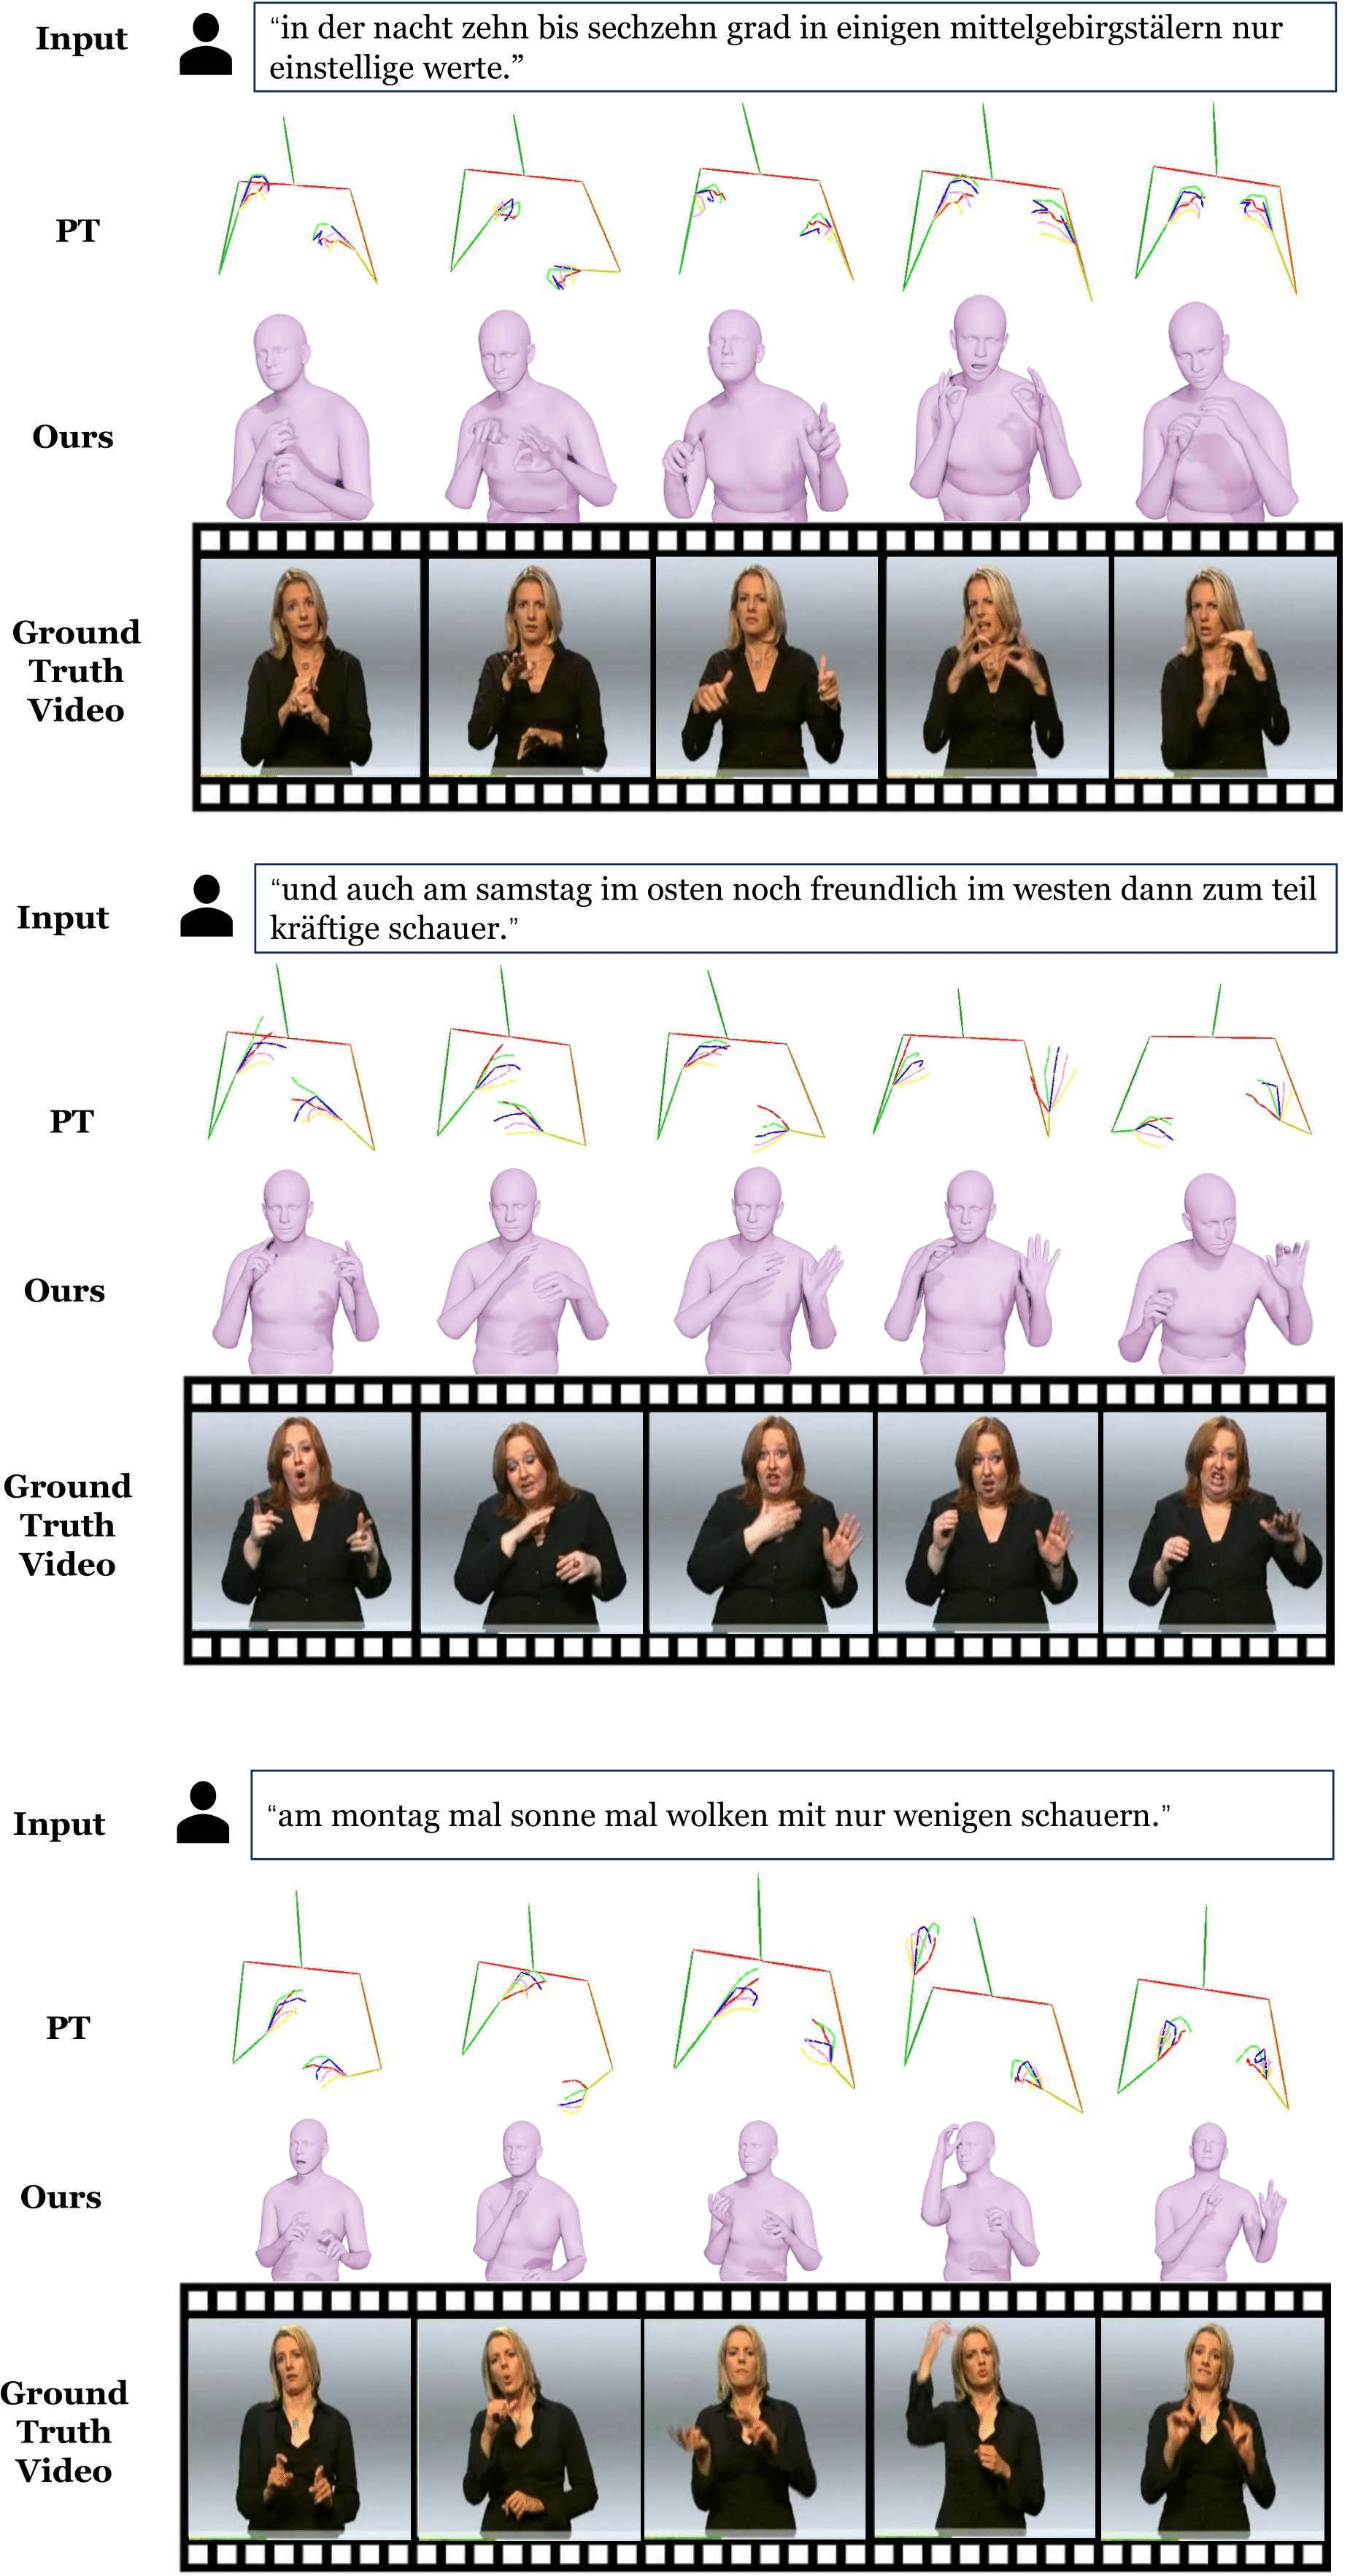 Input
“in der nacht zehn bis sechzehn grad in einigen mittelgebirgstälern nur
einstellige werte.”
PT
Ours
Ground
Truth
Video
Input
“und auch am samstag im osten noch freundlich im westen dann zum teil
kräftige schauer.”
PT
Ours
Ground
Truth
Video
Input
“am montag mal sonne mal wolken mit nur wenigen schauern.”
PT
Ours
Ground
Truth
Video